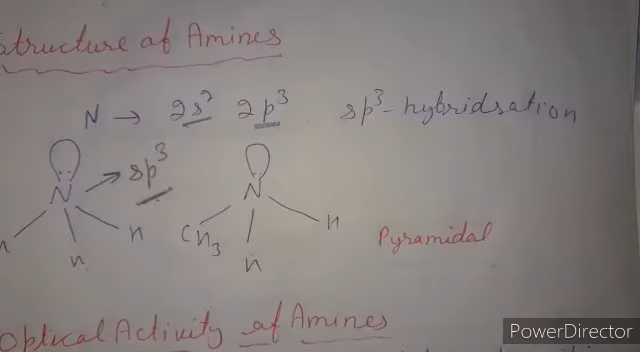 structure of Amines
N → 2s² 2p³ sp³-hybridsation
N → sp³
N
n n n
CH₃ n H
Pyramidal
Optical Activity of Amines
PowerDirector